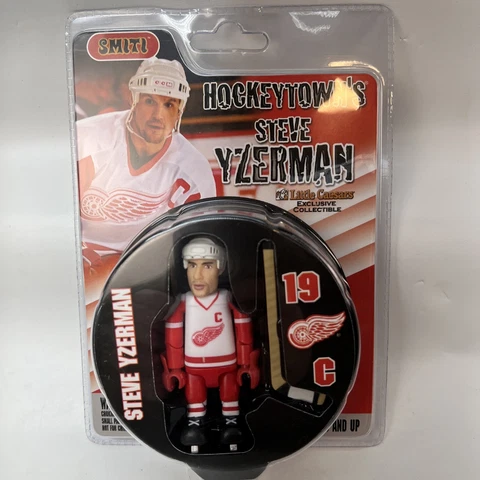 SMITI
HOCKEYTOWN'S
STEVE
YZERMAN
Little Caesars
EXCLUSIVE
COLLECTIBLE
C
STEVE YZERMAN
C
19
C
AND UP